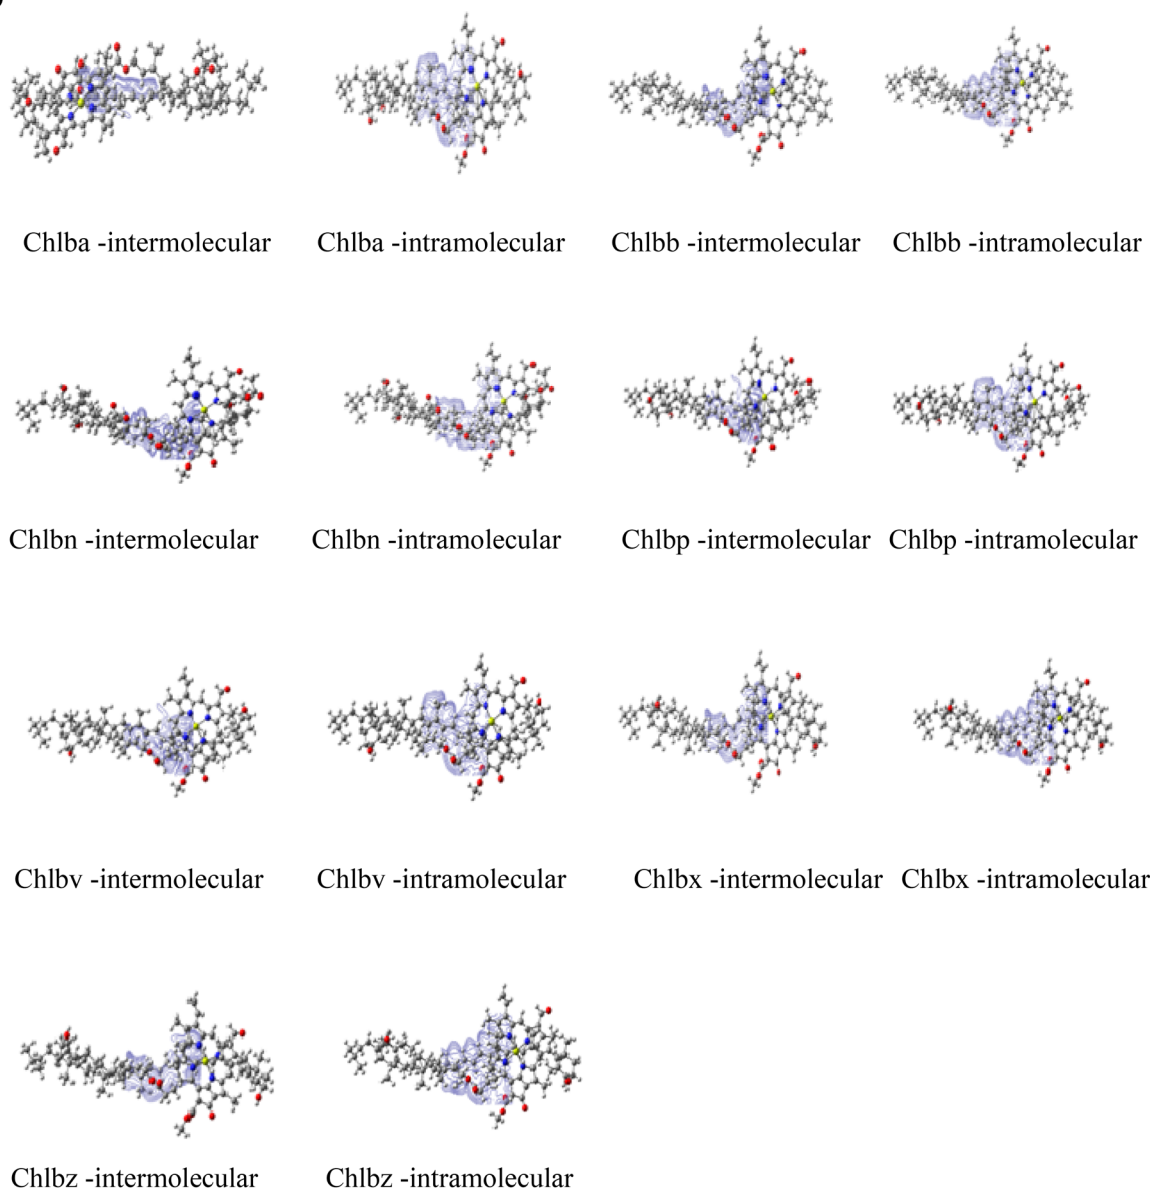 Chlba -intermolecular Chlba -intramolecular Chlbb -intermolecular Chlbb -intramolecular
Chlbn -intermolecular Chlbn -intramolecular Chlbp -intermolecular Chlbp -intramolecular
Chlbv -intermolecular Chlbv -intramolecular Chlbx -intermolecular Chlbx -intramolecular
Chlbz -intermolecular Chlbz -intramolecular